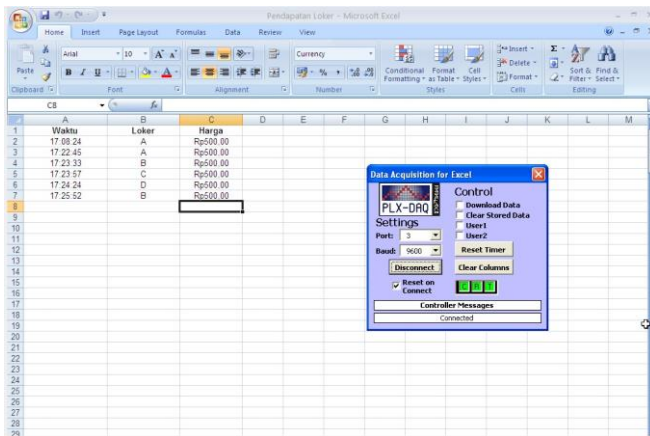 Pendapatan Loker - Microsoft Excel
Home Insert Page Layout Formulas Data Review View
Paste
Arial 10 A A
B I U
Currency
% ,
Conditional Formatting Format as Table Cell Styles
Insert
Delete
Format
Σ
Sort & Filter Find & Select
Clipboard Font Alignment Number Styles Cells Editing
C8 fx
A B C D E F G H I J K L M
1 Waktu Loker Harga
2 17:08:24 A Rp500.00
3 17:22:45 A Rp500.00
4 17:23:33 B Rp500.00
5 17:23:57 C Rp500.00
6 17:24:24 D Rp500.00
7 17:25:52 B Rp500.00
8
9
10
11
12
13
14
15
16
17
18
19
20
21
22
23
24
25
26
27
28
29
Data Acquisition for Excel
PLX-DAQ
Settings
Port: 3
Baud: 9600
Disconnect
Reset on Connect
Control
Download Data
Clear Stored Data
User1
User2
Reset Timer
Clear Columns
Controller Messages
Connected